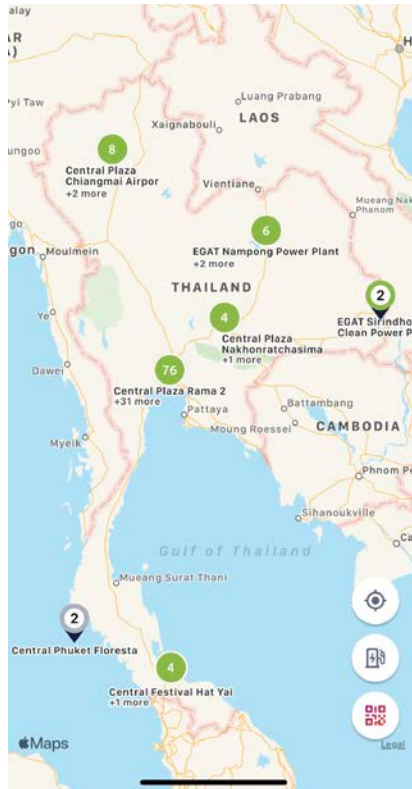 alay
AR
A)
Pyi Taw
ungoo
gon
Moulmein
Luang Prabang
LAOS
Xaignabouli
H
8
Central Plaza
Chiangmai Airpor
+2 more
Vientiane
Mueang Nak
Phanom
6
EGAT Nampong Power Plant
+2 more
THAILAND
2
EGAT Sirindho
Clean Power P
Ye
4
Central Plaza
Nakhonratchasima
+1 more
Dawei
76
Central Plaza Rama 2
+31 more
Pattaya
Battambang
Moung Roessei
CAMBODIA
Myeik
Phnom Pe
Sihanoukville
Ca
Gulf of Thailand
Mueang Surat Thani
2
Central Phuket Floresta
4
Central Festival Hat Yai
+1 more
Maps
Legal